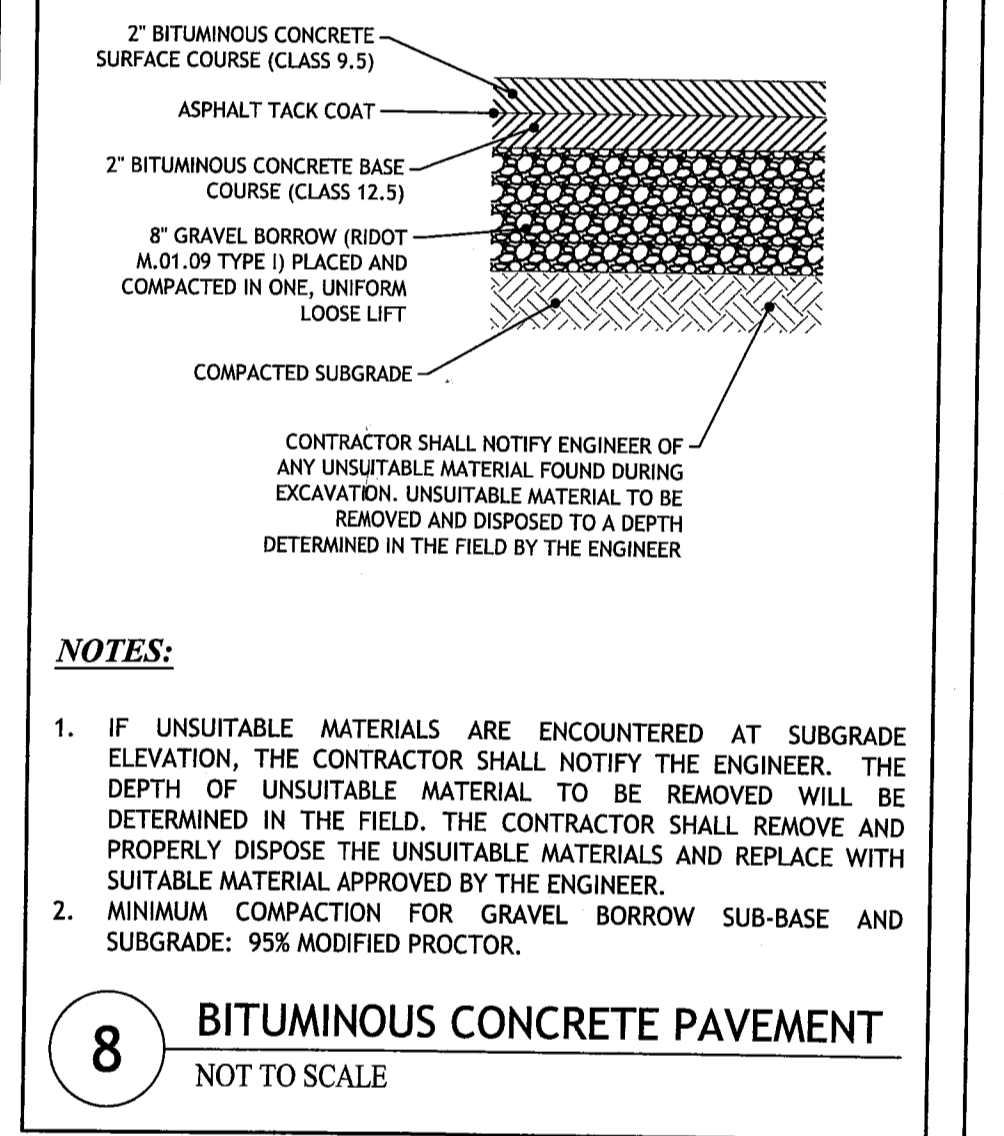 2" BITUMINOUS CONCRETE
SURFACE COURSE (CLASS 9.5)
ASPHALT TACK COAT
2" BITUMINOUS CONCRETE BASE
COURSE (CLASS 12.5)
8" GRAVEL BORROW (RIDOT
M.01.09 TYPE I) PLACED AND
COMPACTED IN ONE, UNIFORM
LOOSE LIFT
COMPACTED SUBGRADE
CONTRACTOR SHALL NOTIFY ENGINEER OF
ANY UNSUITABLE MATERIAL FOUND DURING
EXCAVATION. UNSUITABLE MATERIAL TO BE
REMOVED AND DISPOSED TO A DEPTH
DETERMINED IN THE FIELD BY THE ENGINEER
NOTES:
1. IF UNSUITABLE MATERIALS ARE ENCOUNTERED AT SUBGRADE
ELEVATION, THE CONTRACTOR SHALL NOTIFY THE ENGINEER. THE
DEPTH OF UNSUITABLE MATERIAL TO BE REMOVED WILL BE
DETERMINED IN THE FIELD. THE CONTRACTOR SHALL REMOVE AND
PROPERLY DISPOSE THE UNSUITABLE MATERIALS AND REPLACE WITH
SUITABLE MATERIAL APPROVED BY THE ENGINEER.
2. MINIMUM COMPACTION FOR GRAVEL BORROW SUB-BASE AND
SUBGRADE: 95% MODIFIED PROCTOR.
8
BITUMINOUS CONCRETE PAVEMENT
NOT TO SCALE